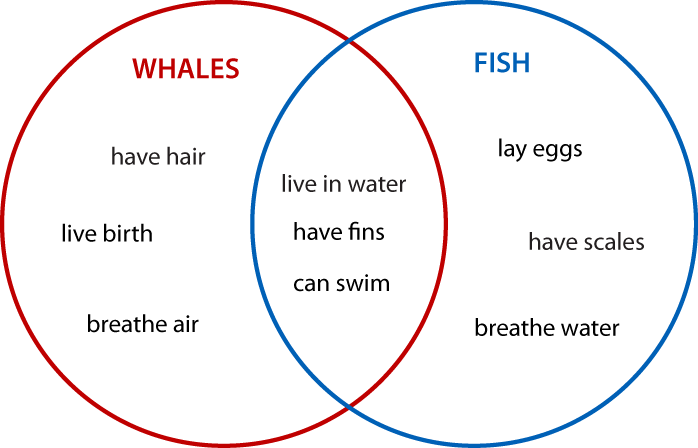 WHALES
have hair
live birth
breathe air
live in water
have fins
can swim
FISH
lay eggs
have scales
breathe water